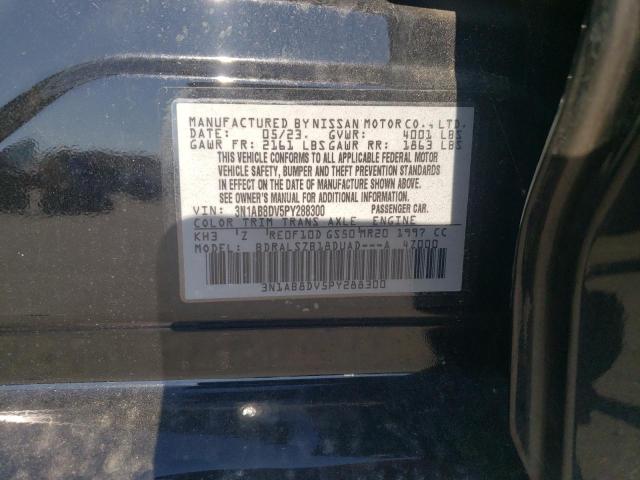 MANUFACTURED BY NISSAN MOTOR CO., LTD.
DATE: 05/23 GVWR: 4001 LBS
GAWR FR: 2161 LBS GAWR RR: 1863 LBS
THIS VEHICLE CONFORMS TO ALL APPLICABLE FEDERAL MOTOR
VEHICLE SAFETY, BUMPER AND THEFT PREVENTION STANDARDS
IN EFFECT ON THE DATE OF MANUFACTURE SHOWN ABOVE.
SEE OWNER'S MANUAL FOR ADDITIONAL INFORMATION.
VIN: 3N1AB8DV5PY288300 PASSENGER CAR.
COLOR TRIM TRANS AXLE ENGINE
KH3 'Z 'RE0F10D GS50 MR20 1997 CC
MODEL: BDRALSZB18DUAD---A 4Z000
3N1AB8DV5PY288300